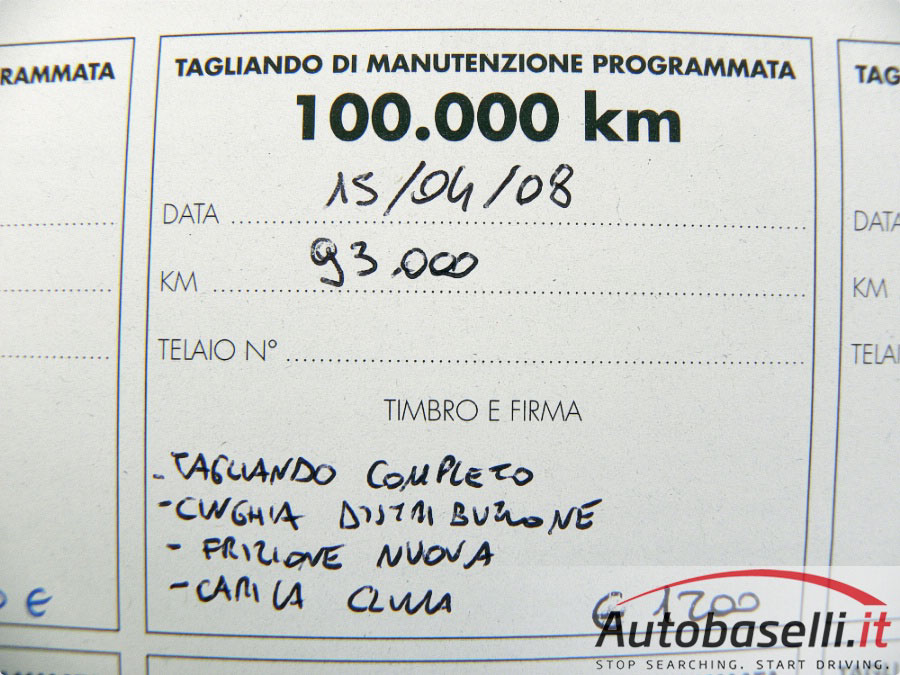 RAMMATA
TAGLIANDO DI MANUTENZIONE PROGRAMMATA
TAG
100.000 km
DATA 15/04/08
DATA
KM 93.000
KM
TELAIO N°
TELAI
TIMBRO E FIRMA
- TAGLIANDO COMPLETO
- CINGHIA DISTRIBUZIONE
- FRIZIONE NUOVA
- CARICA CLIMA € 1200
€
Autobaselli.it
STOP SEARCHING. START DRIVING.